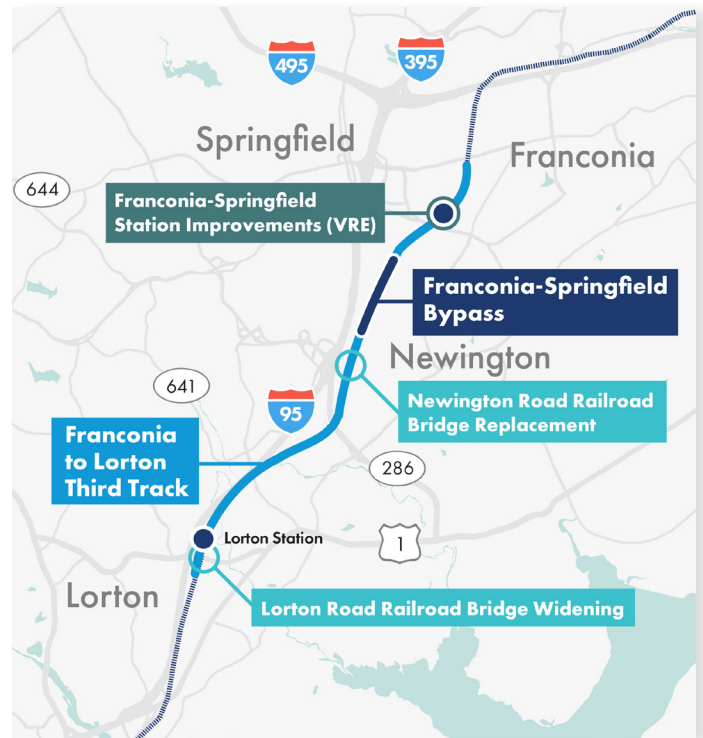 495
395
Springfield
Franconia
644
Franconia-Springfield
Station Improvements (VRE)
Franconia-Springfield
Bypass
Newington
641
Newington Road Railroad
Bridge Replacement
95
Franconia
to Lorton
Third Track
286
Lorton Station
1
Lorton
Lorton Road Railroad Bridge Widening